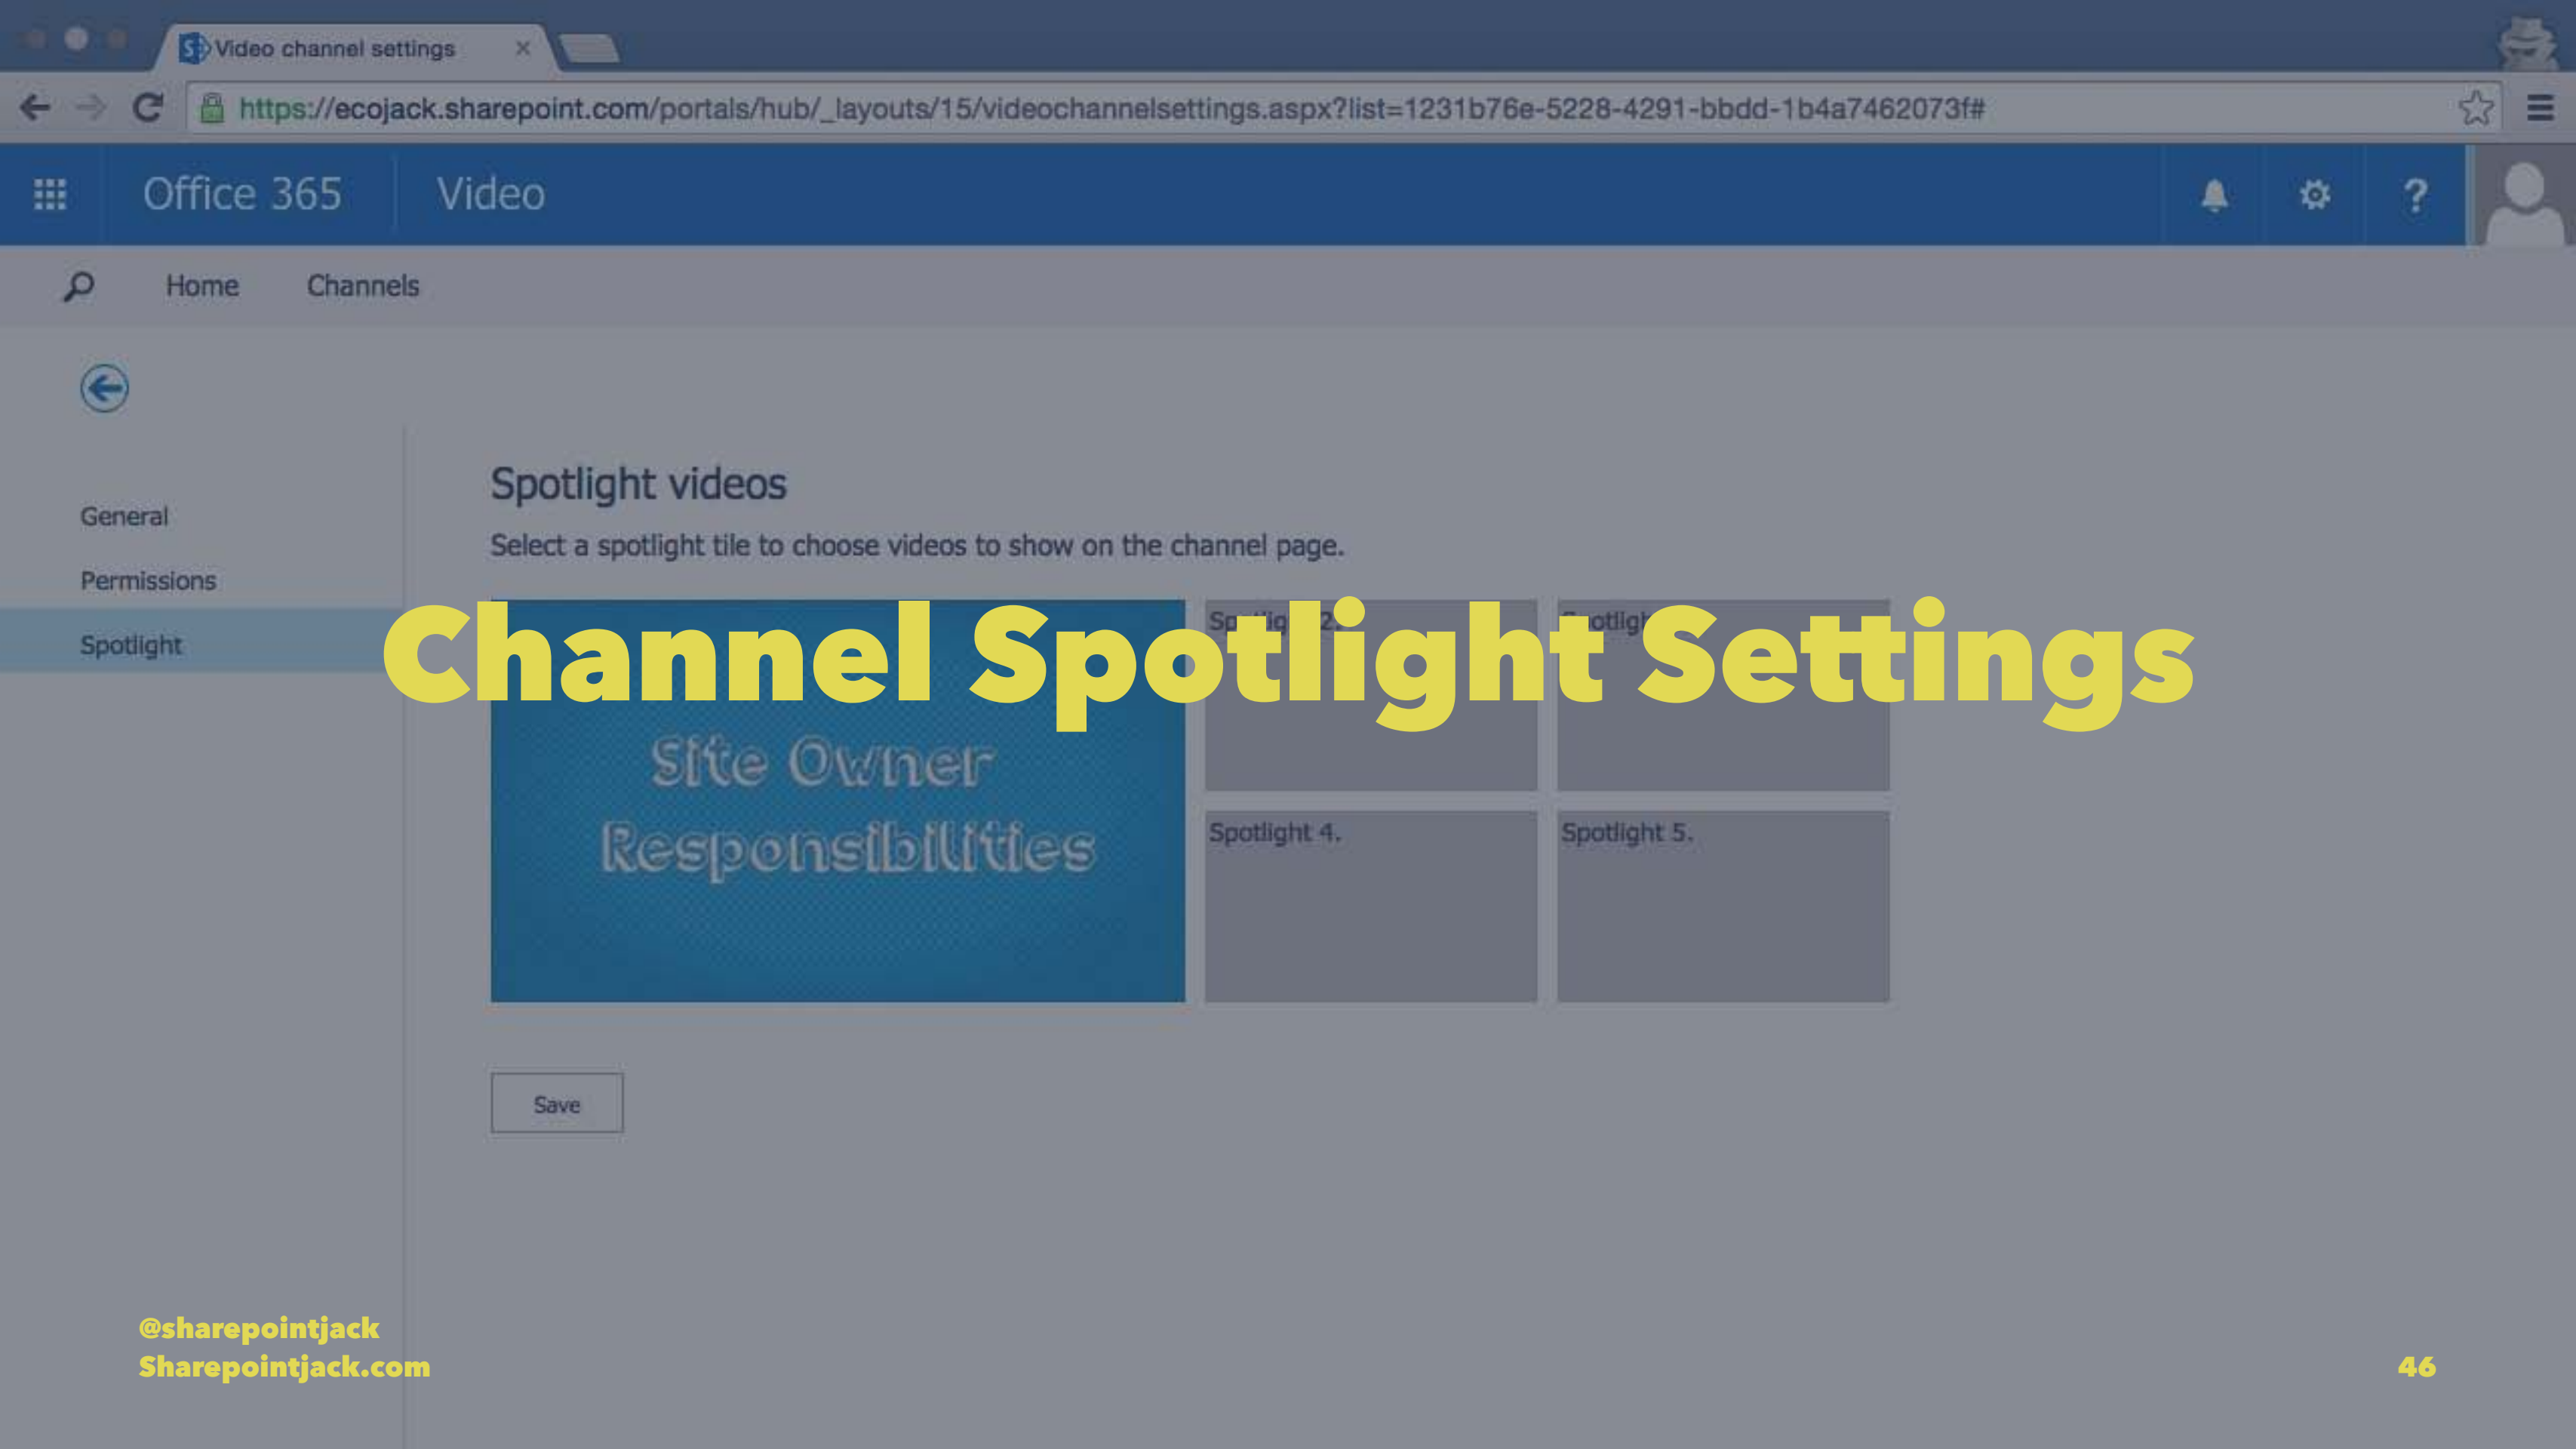 Video channel settings
https://ecojack.sharepoint.com/portals/hub/_layouts/15/videochannelsettings.aspx?list=1231b76e-5228-4291-bbdd-1b4a7462073f#
Office 365 Video
Home Channels
General
Permissions
Spotlight
Spotlight videos
Select a spotlight tile to choose videos to show on the channel page.
Channel Spotlight Settings
Site Owner
Responsibilities
Spotlight 4. Spotlight 5.
Save
@sharepointjack
Sharepointjack.com
46